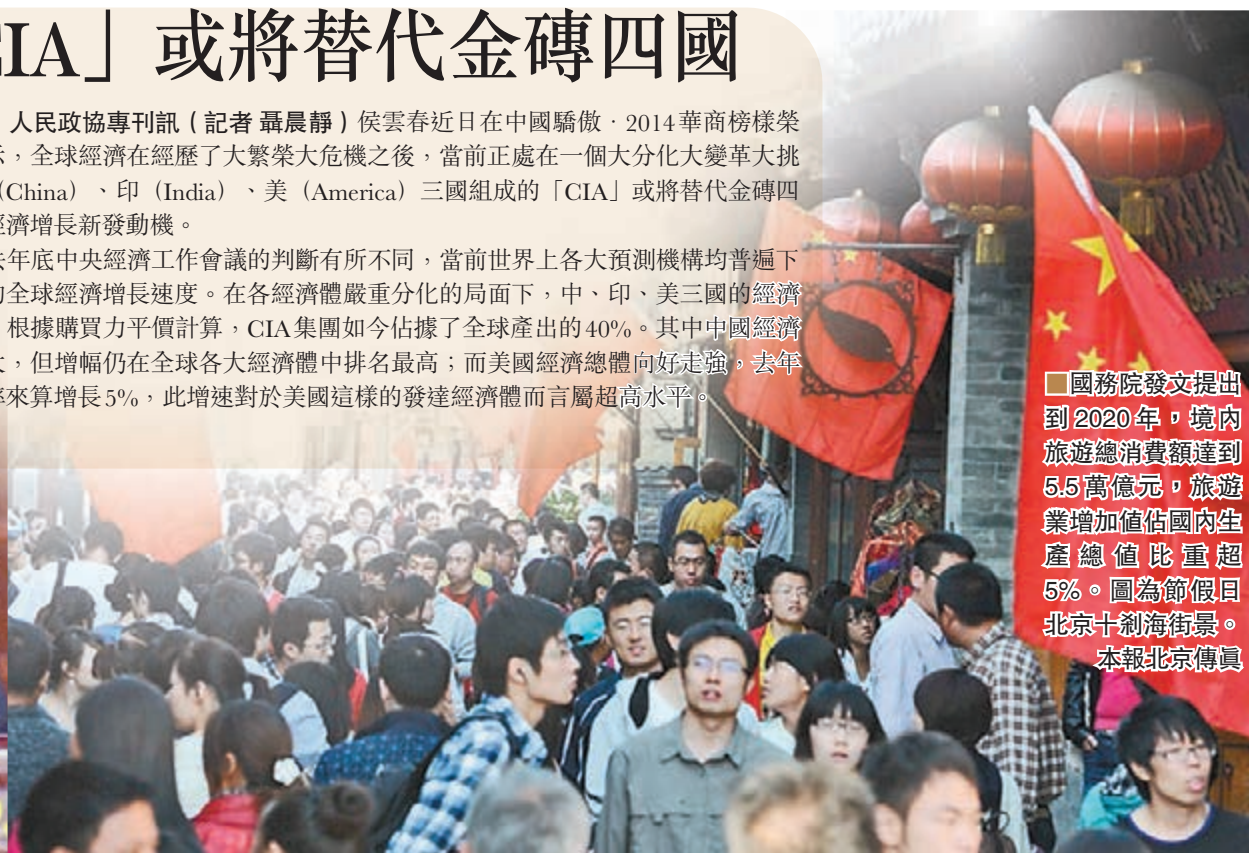 CIA」或將替代金磚四國
人民政協專刊訊（記者 聶晨靜）侯雲春近日在中國驕傲‧2014華商榜樣榮
示，全球經濟在經歷了大繁榮大危機之後，當前正處在一個大分化大變革大挑
（China）、印（India）、美（America）三國組成的「CIA」或將替代金磚四
經濟增長新發動機。
去年底中央經濟工作會議的判斷有所不同，當前世界上各大預測機構均普遍下
的全球經濟增長速度。在各經濟體嚴重分化的局面下，中、印、美三國的經濟
根據購買力平價計算，CIA集團如今佔據了全球產出的40%。其中中國經濟
大，但增幅仍在全球各大經濟體中排名最高；而美國經濟總體向好走強，去年
率來算增長5%，此增速對於美國這樣的發達經濟體而言屬超高水平。
■國務院發文提出
到2020年，境內
旅遊總消費額達到
5.5萬億元，旅遊
業增加值佔國內生
產總值比重超
5%。圖為節假日
北京十剎海街景。
本報北京傳真